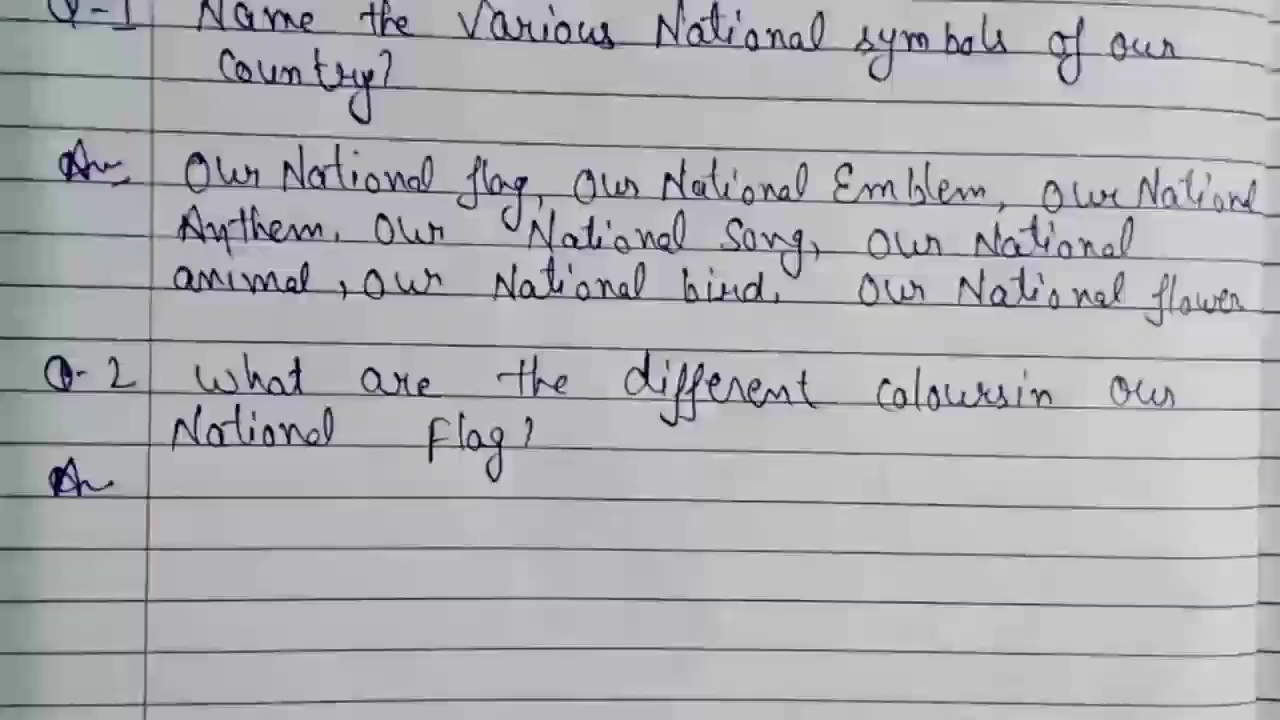 Q-1 Name the Various National symbols of our
Country?
Ans Our National flag, Our National Emblem, Our National
Anthem, Our National Song, Our National
animal, Our National bird, Our National flower
Q-2 What are the different coloursin our
National Flag?
Ans